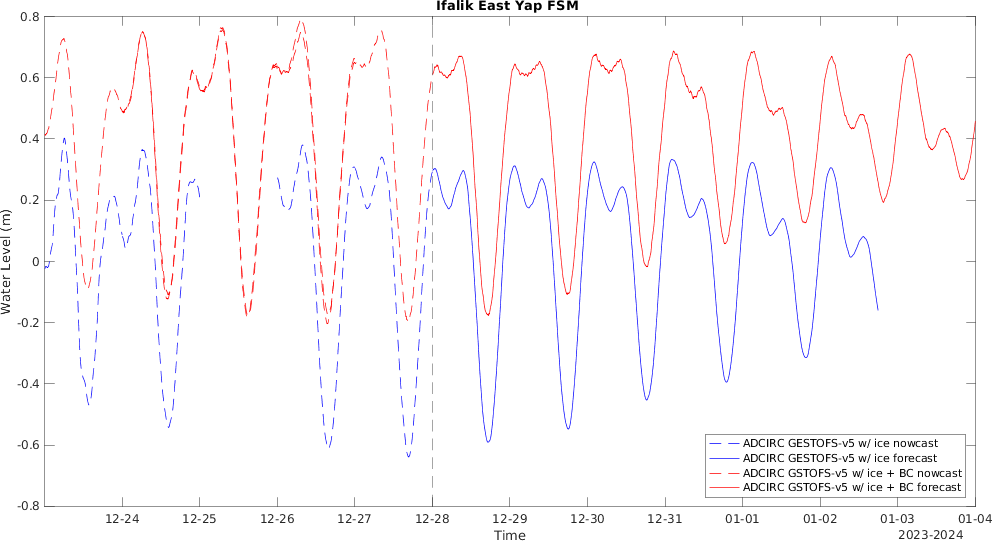 Ifalik East Yap FSM
Water Level (m)
0.8
0.6
0.4
0.2
0
-0.2
-0.4
-0.6
-0.8
ADCIRC GESTOFS-v5 w/ ice nowcast
ADCIRC GESTOFS-v5 w/ ice forecast
ADCIRC GSTOFS-v5 w/ ice + BC nowcast
ADCIRC GSTOFS-v5 w/ ice + BC forecast
12-24 12-25 12-26 12-27 12-28 12-29 12-30 12-31 01-01 01-02 01-03 01-04
Time
2023-2024